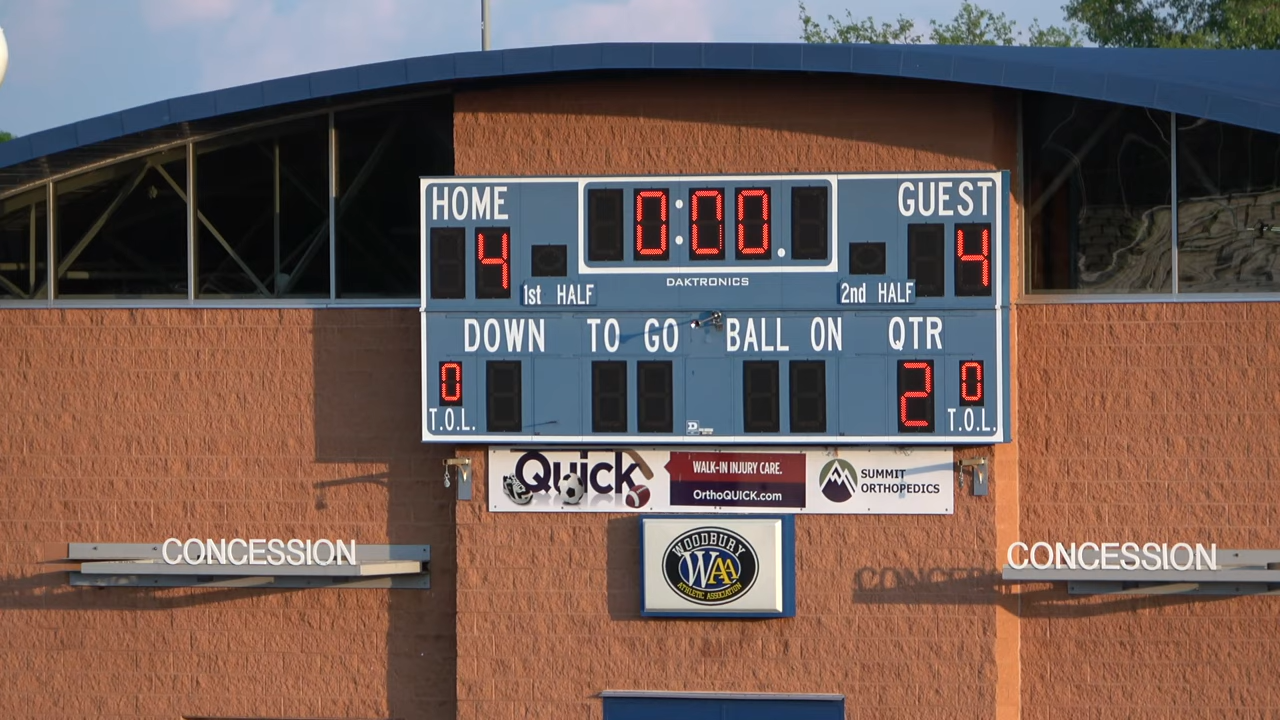 HOME
0:00.
GUEST
4
4
DAKTRONICS
1st HALF
2nd HALF
DOWN TO GO BALL ON QTR
0
2
0
T.O.L.
T.O.L.
Quick
WALK-IN INJURY CARE.
OrthoQUICK.com
SUMMIT
ORTHOPEDICS
CONCESSION
CONCESSION
WOODBURY
WAA
ATHLETIC ASSOCIATION